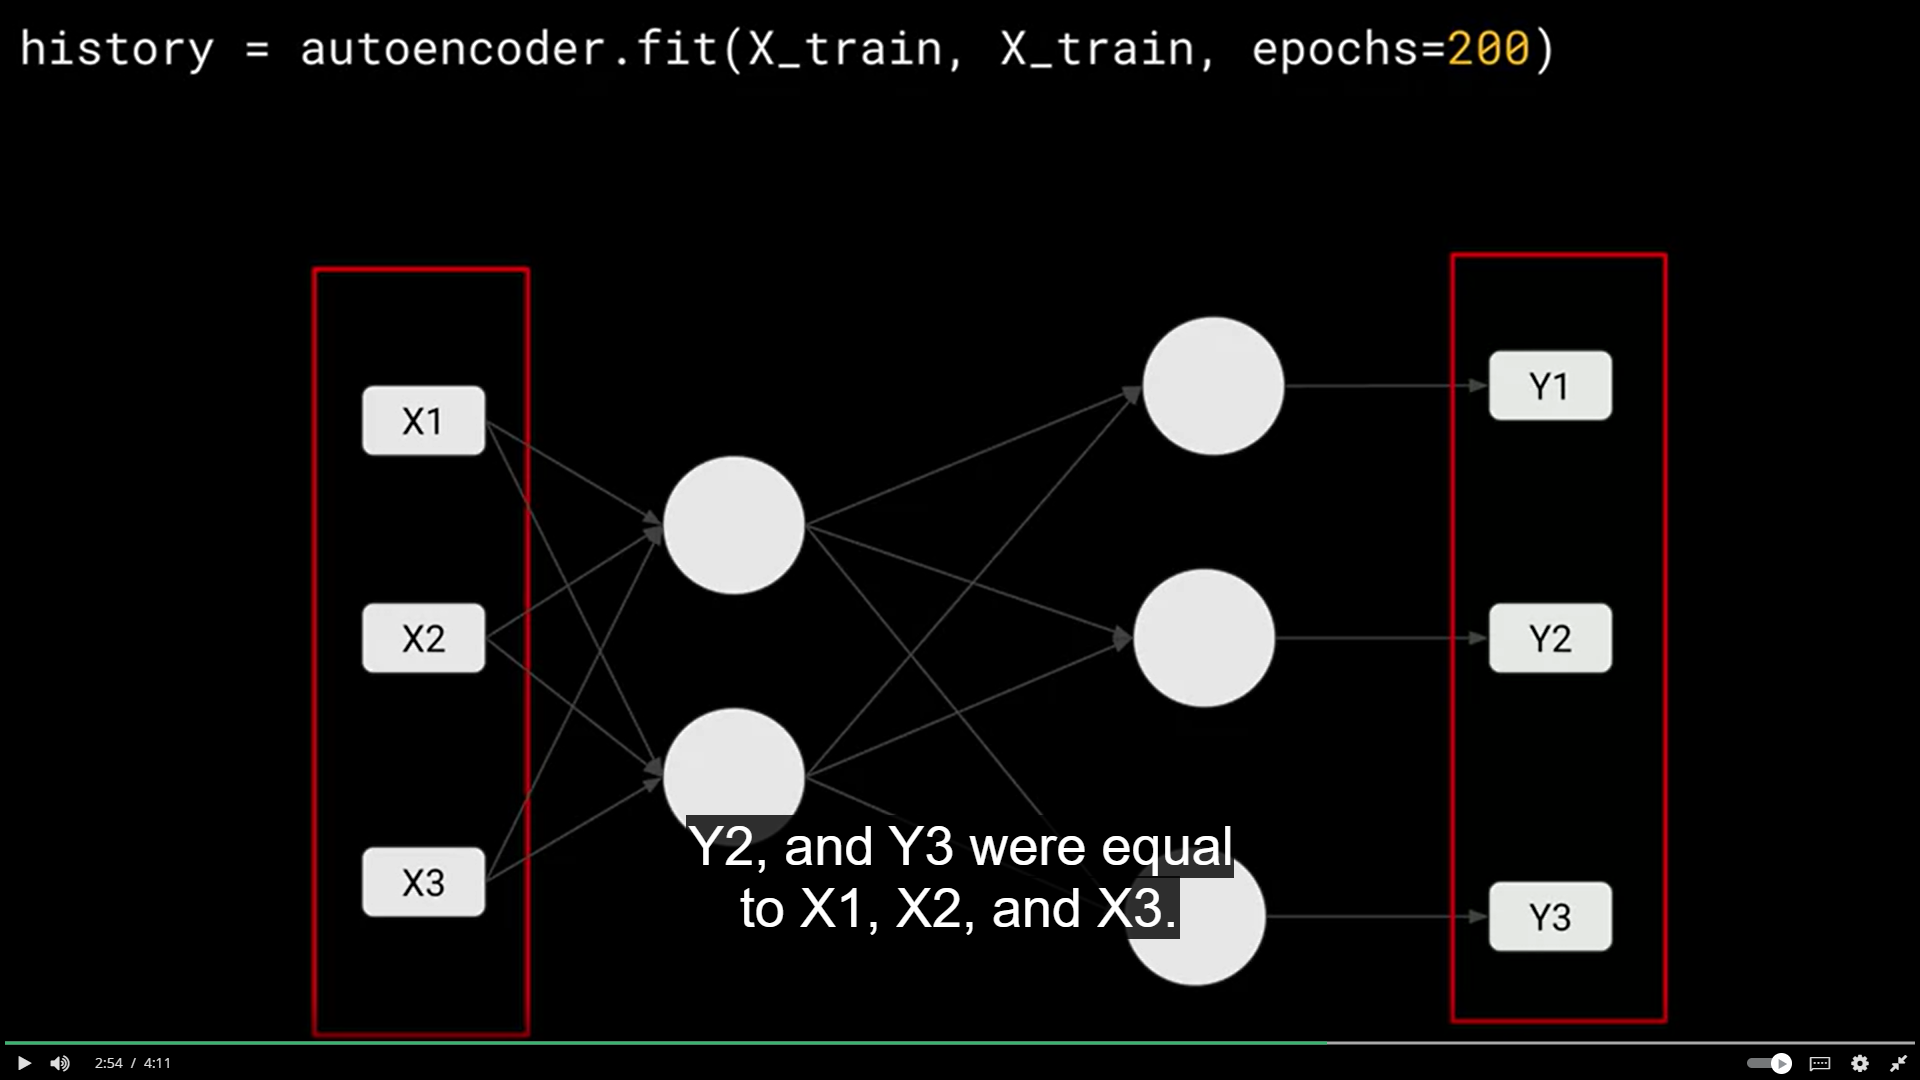 history = autoencoder.fit(X_train, X_train, epochs=200)
X1
X2
X3
Y1
Y2
Y3
Y2, and Y3 were equal
to X1, X2, and X3.
2:54 / 4:11